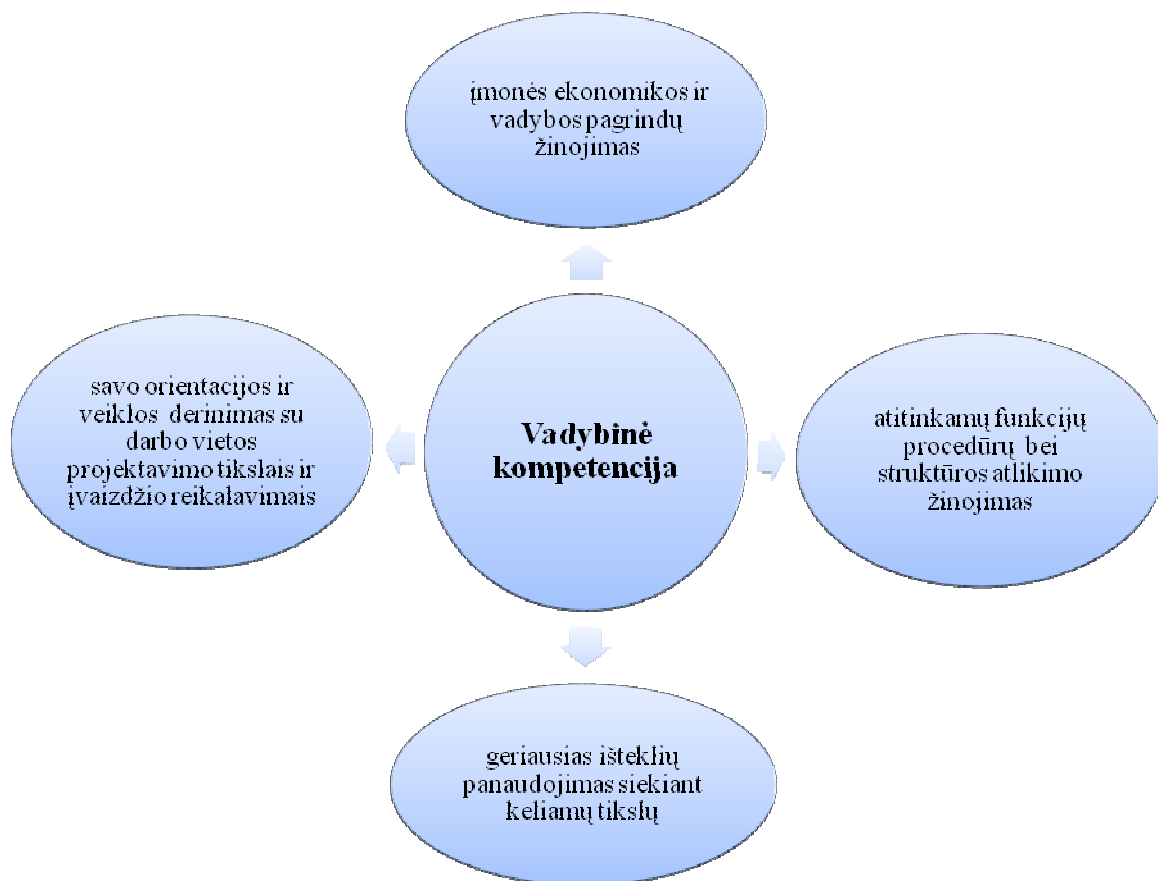 įmonės ekonomikos ir
vadybos pagrindų
žinojimas
savo orientacijos ir
veiklos derinimas su
darbo vietos
projektavimo tikslais ir
įvaizdžio reikalavimais
Vadybinė
kompetencija
atitinkamų funkcijų
procedūrų bei
struktūros atlikimo
žinojimas
geriausias išteklių
panaudojimas siekiant
keliamų tikslų